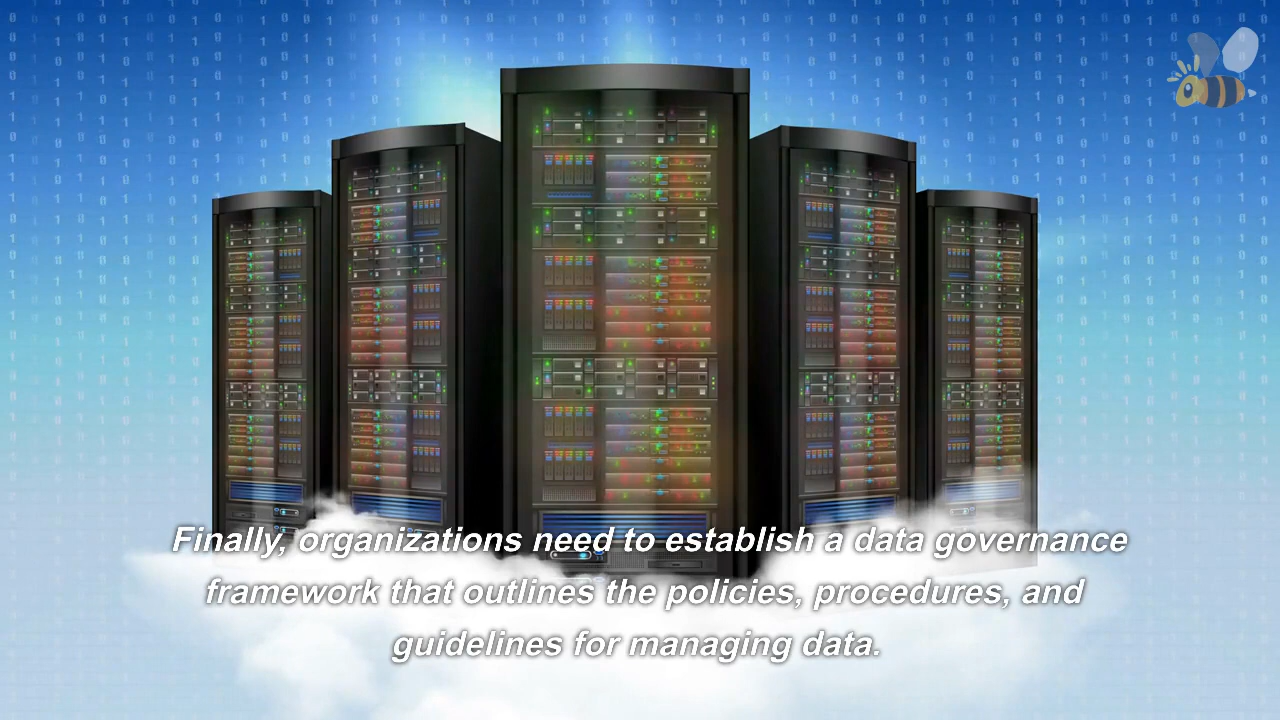 Finally, organizations need to establish a data governance
framework that outlines the policies, procedures, and
guidelines for managing data.